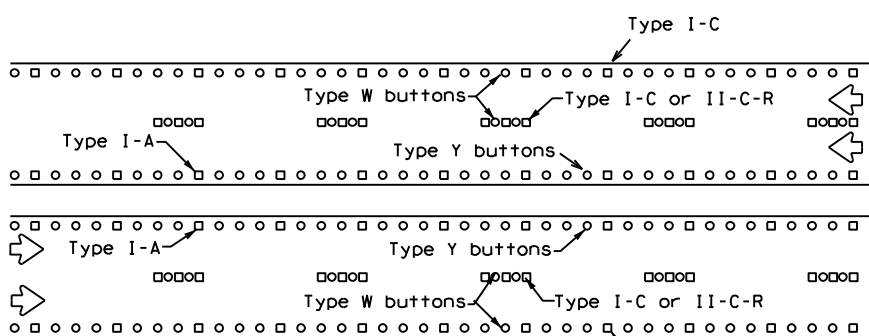 Type I-C
Type W buttons
Type I-C or II-C-R
Type I-A
Type Y buttons
Type I-A
Type Y buttons
Type W buttons
Type I-C or II-C-R